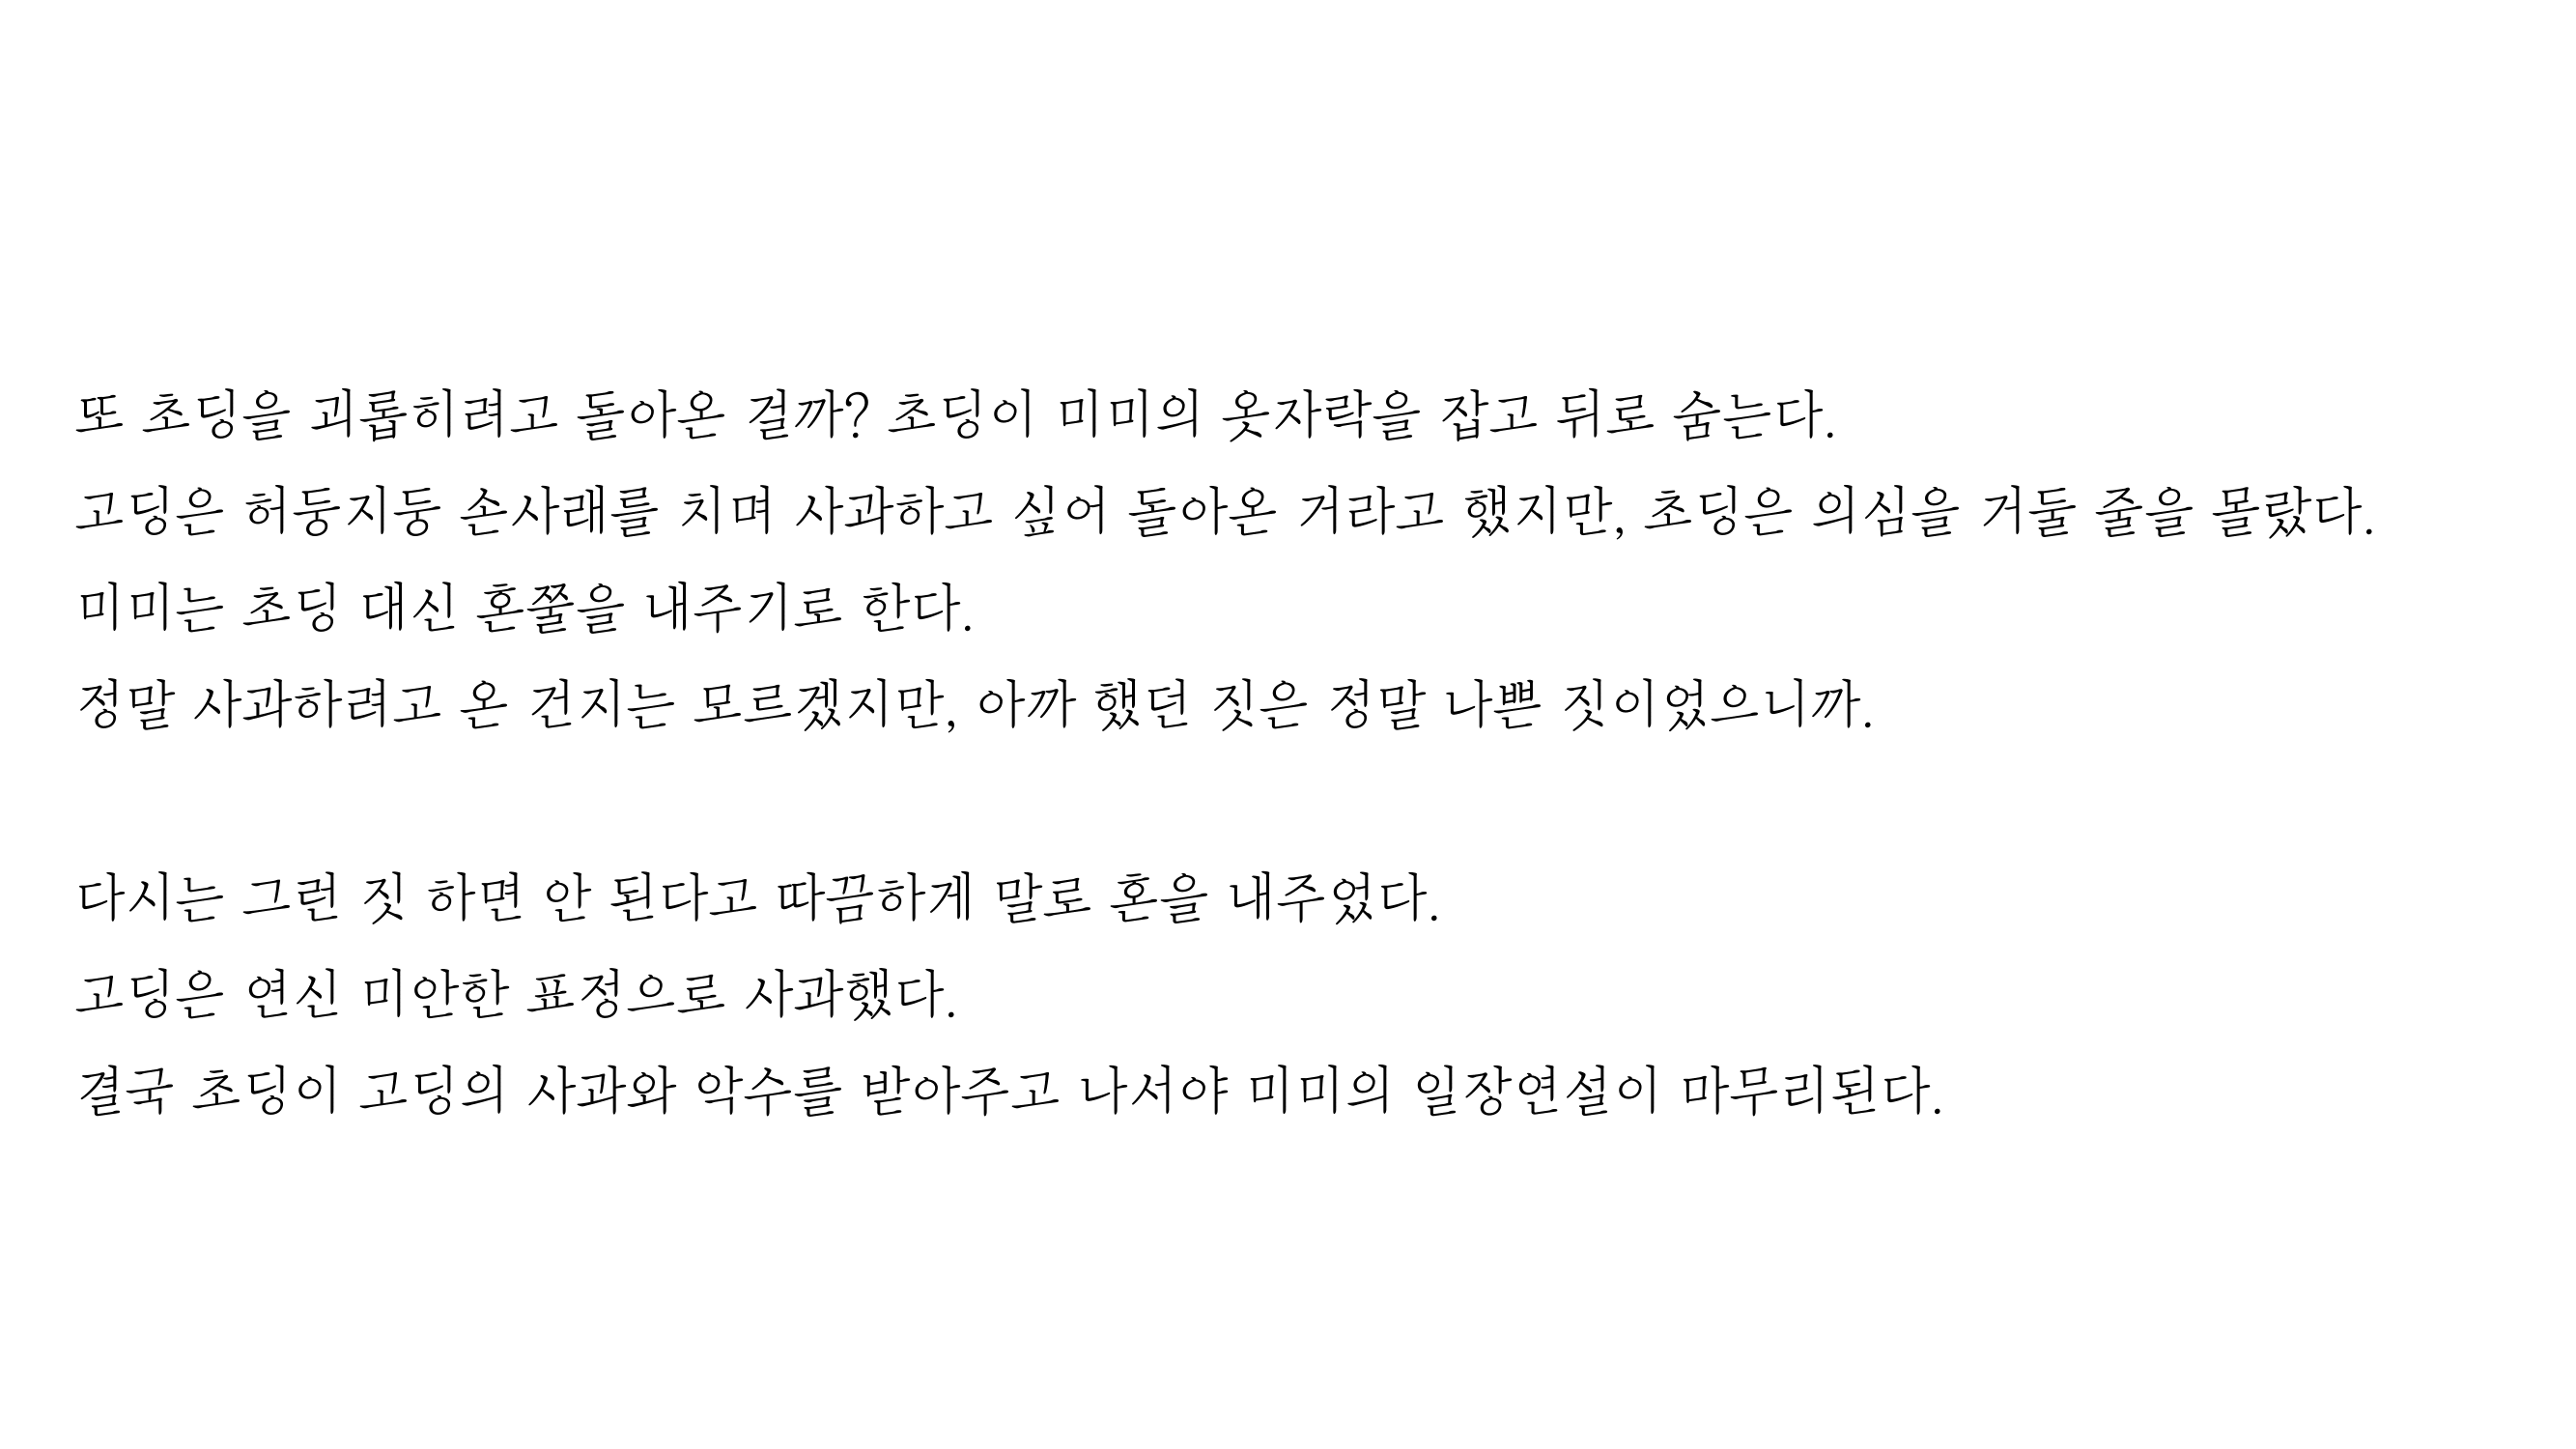 또 초딩을 괴롭히려고 돌아온 걸까? 초딩이 미미의 옷자락을 잡고 뒤로 숨는다.
고딩은 허둥지둥 손사래를 치며 사과하고 싶어 돌아온 거라고 했지만, 초딩은 의심을 거둘 줄을 몰랐다.
미미는 초딩 대신 혼쭐을 내주기로 한다.
정말 사과하려고 온 건지는 모르겠지만, 아까 했던 짓은 정말 나쁜 짓이었으니까.
다시는 그런 짓 하면 안 된다고 따끔하게 말로 혼을 내주었다.
고딩은 연신 미안한 표정으로 사과했다.
결국 초딩이 고딩의 사과와 악수를 받아주고 나서야 미미의 일장연설이 마무리된다.